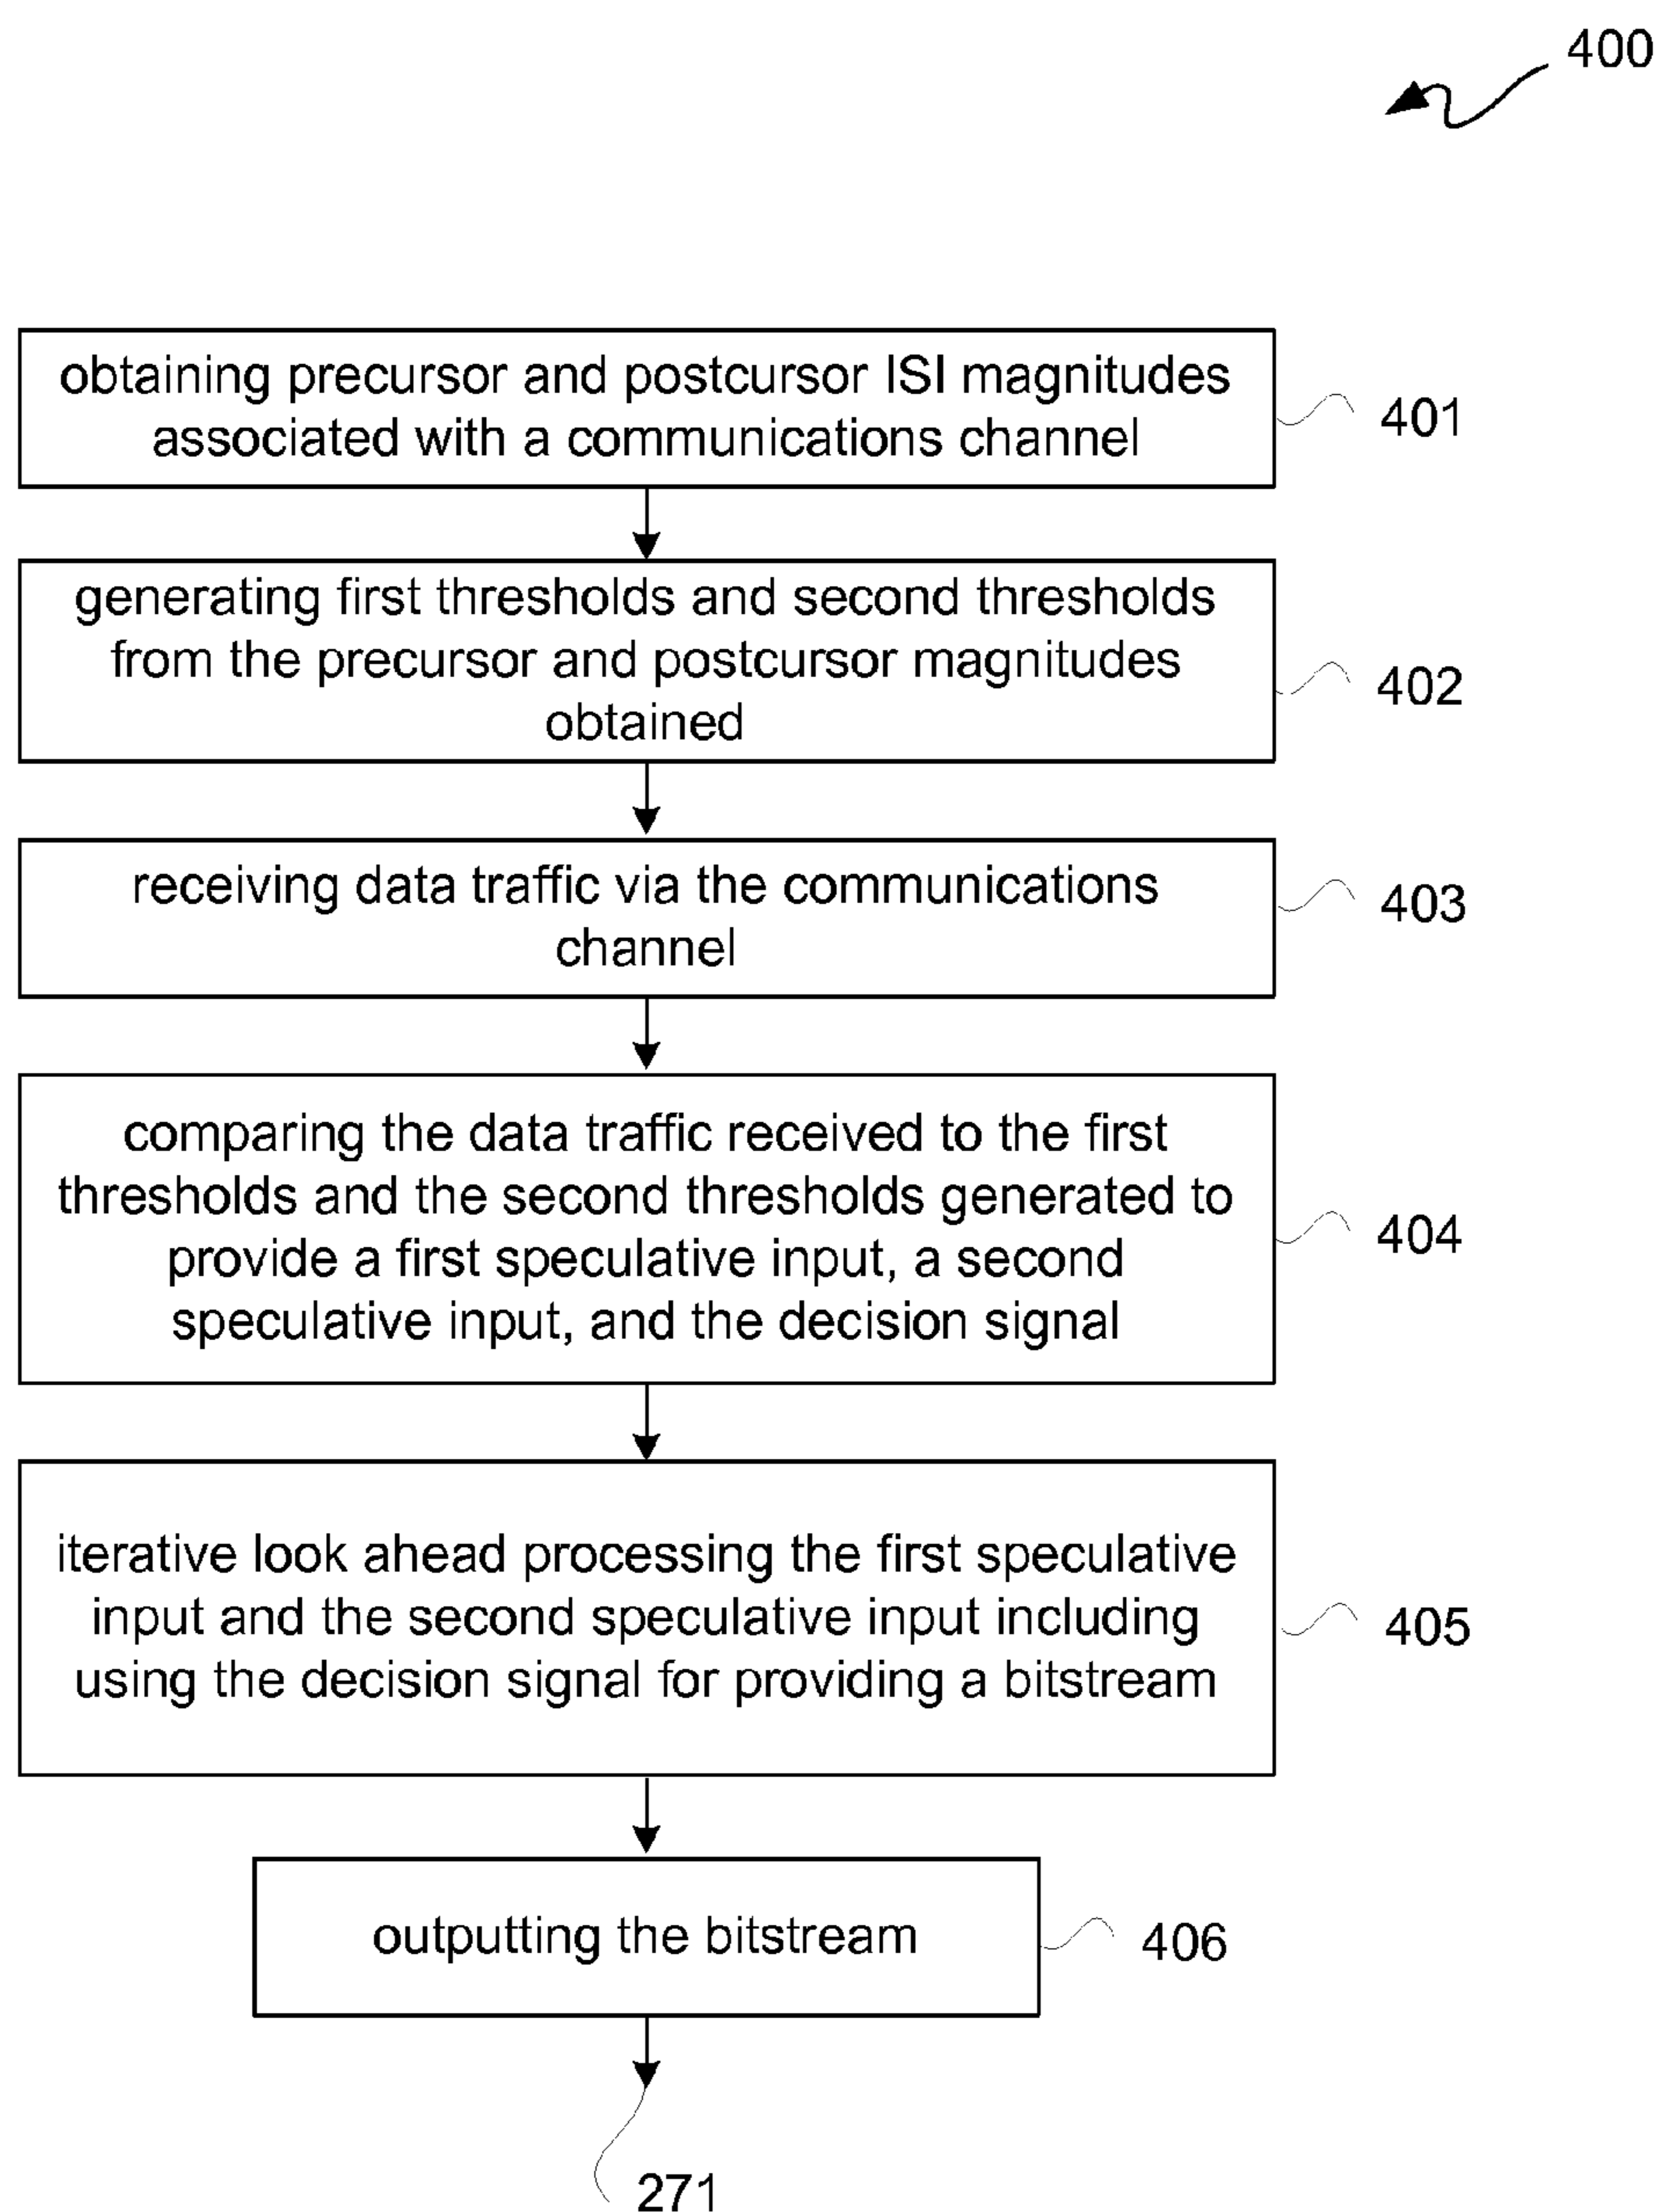 400
obtaining precursor and postcursor ISI magnitudes
associated with a communications channel
401
generating first thresholds and second thresholds
from the precursor and postcursor magnitudes
obtained
402
receiving data traffic via the communications
channel
403
comparing the data traffic received to the first
thresholds and the second thresholds generated to
provide a first speculative input, a second
speculative input, and the decision signal
404
iterative look ahead processing the first speculative
input and the second speculative input including
using the decision signal for providing a bitstream
405
outputting the bitstream
406
271